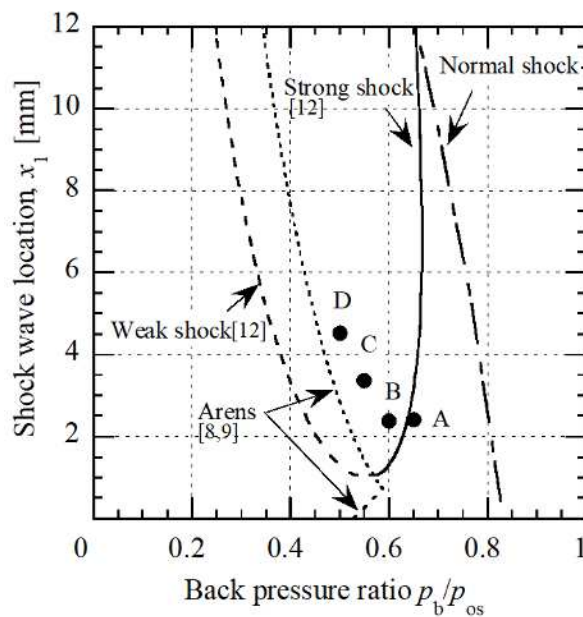 12
10
8
6
4
2
0
0.2
0.4
0.6
0.8
1
Shock wave location, x1 [mm]
Back pressure ratio pb/pos
Strong shock
[12]
Normal shock
Weak shock[12]
Arens
[8,9]
D
C
B
A